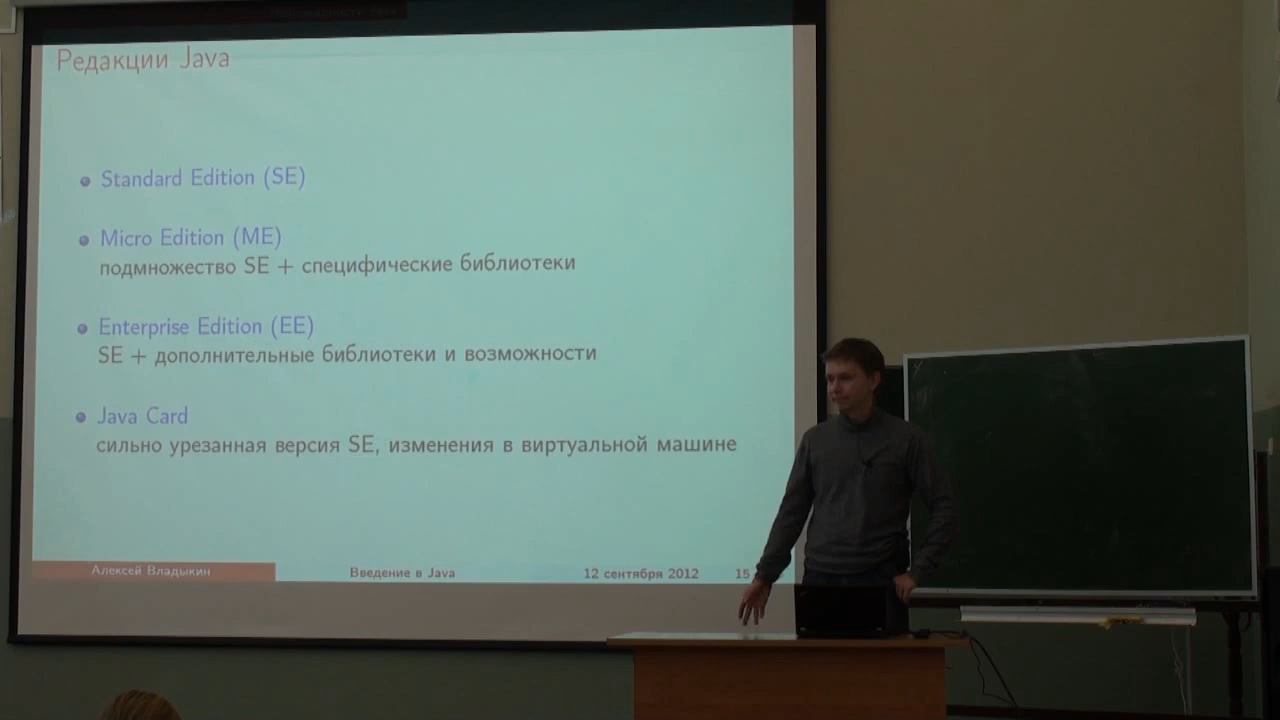 Редакции Java
Standard Edition (SE)
Micro Edition (ME)
подмножество SE + специфические библиотеки
Enterprise Edition (EE)
SE + дополнительные библиотеки и возможности
Java Card
сильно урезанная версия SE, изменения в виртуальной машине
Алексей Владыкин Введение в Java 12 сентября 2012 15